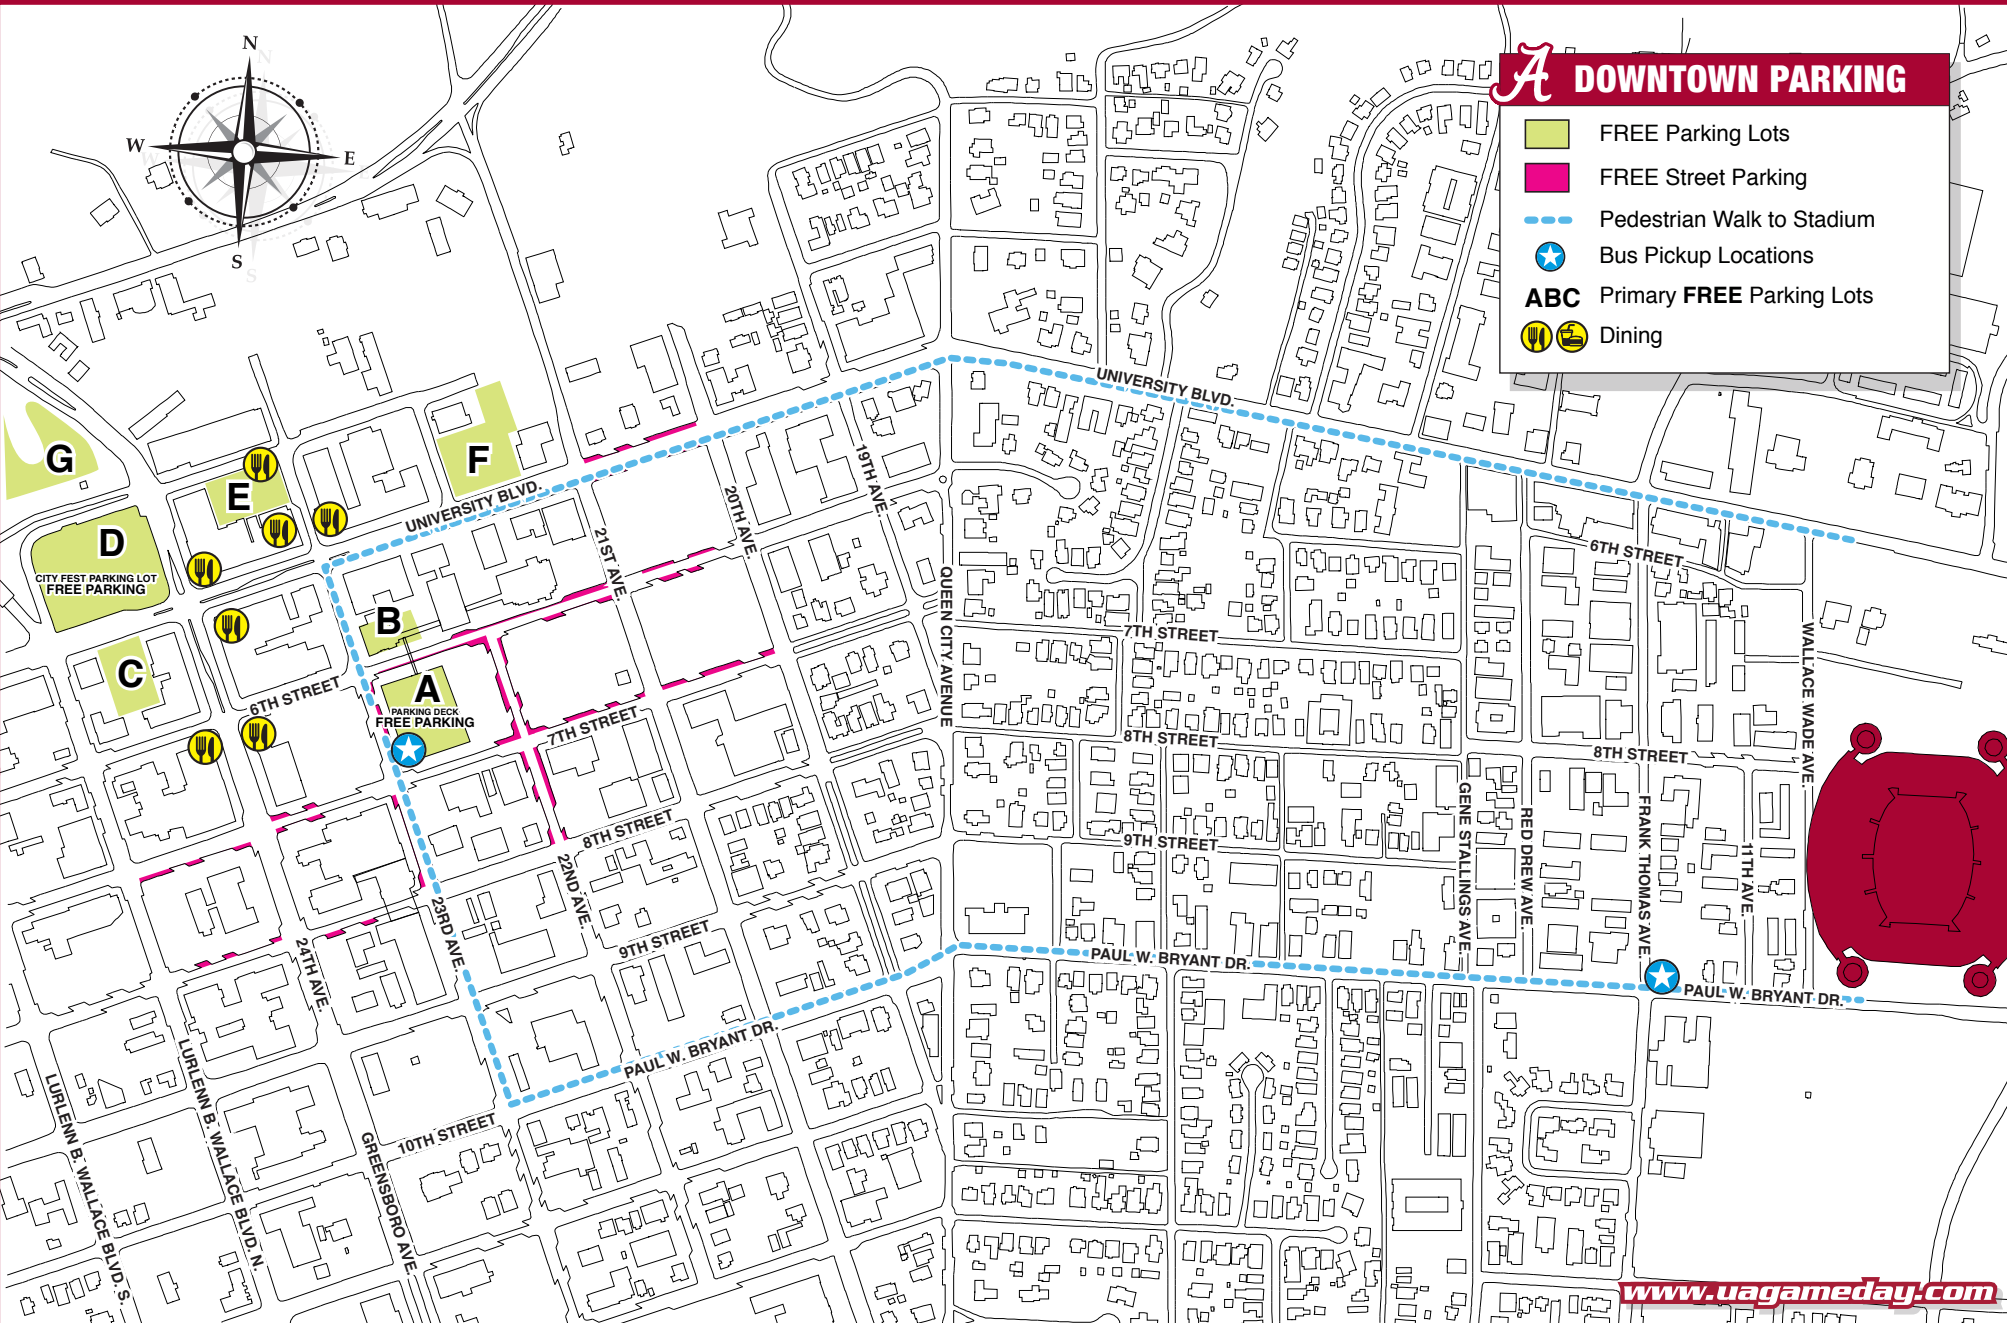 N
N
W
W
E
S
S
A DOWNTOWN PARKING
FREE Parking Lots
FREE Street Parking
Pedestrian Walk to Stadium
Bus Pickup Locations
ABC Primary FREE Parking Lots
Dining
UNIVERSITY BLVD.
G
F
E
D
CITY FEST PARKING LOT
FREE PARKING
UNIVERSITY BLVD.
19TH AVE.
20TH AVE.
21ST AVE.
B
C
A
PARKING DECK
FREE PARKING
6TH STREET
7TH STREET
QUEEN CITY AVENUE
6TH STREET
7TH STREET
WALLACE WADE AVE.
8TH STREET
8TH STREET
8TH STREET
9TH STREET
GENE STALLINGS AVE.
RED DREW AVE.
FRANK THOMAS AVE.
11TH AVE.
22ND AVE.
23RD AVE.
24TH AVE.
9TH STREET
PAUL W. BRYANT DR.
PAUL W. BRYANT DR.
PAUL W. BRYANT DR.
10TH STREET
LURLENN B. WALLACE BLVD. S.
LURLENN B. WALLACE BLVD. N.
GREENSBORO AVE.
www.uagameday.com